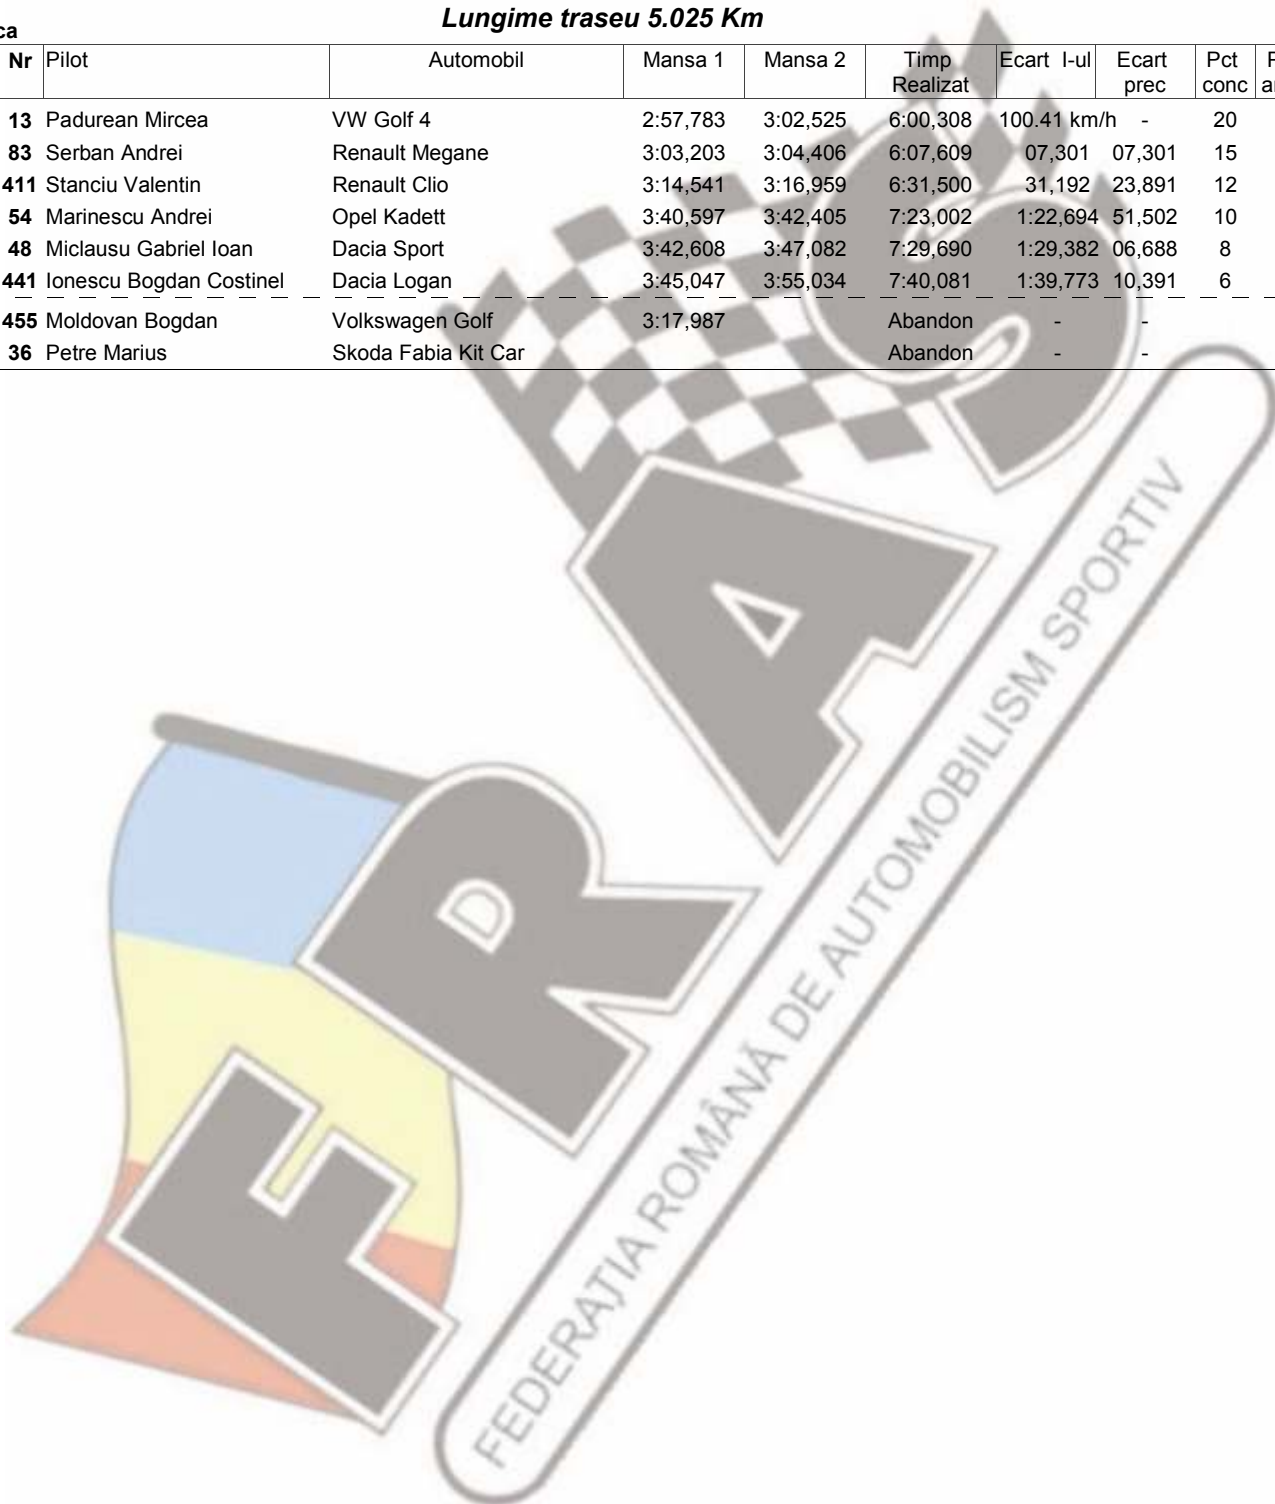 Lungime traseu 5.025 Km
ca
Nr Pilot Automobil Mansa 1 Mansa 2 Timp Realizat Ecart I-ul Ecart prec Pct conc
13 Padurean Mircea VW Golf 4 2:57,783 3:02,525 6:00,308 100.41 km/h - 20
83 Serban Andrei Renault Megane 3:03,203 3:04,406 6:07,609 07,301 07,301 15
411 Stanciu Valentin Renault Clio 3:14,541 3:16,959 6:31,500 31,192 23,891 12
54 Marinescu Andrei Opel Kadett 3:40,597 3:42,405 7:23,002 1:22,694 51,502 10
48 Miclausu Gabriel Ioan Dacia Sport 3:42,608 3:47,082 7:29,690 1:29,382 06,688 8
441 Ionescu Bogdan Costinel Dacia Logan 3:45,047 3:55,034 7:40,081 1:39,773 10,391 6
455 Moldovan Bogdan Volkswagen Golf 3:17,987 Abandon - -
36 Petre Marius Skoda Fabia Kit Car Abandon - -
FRAS
FEDERAŢIA ROMÂNĂ DE AUTOMOBILISM SPORTIV